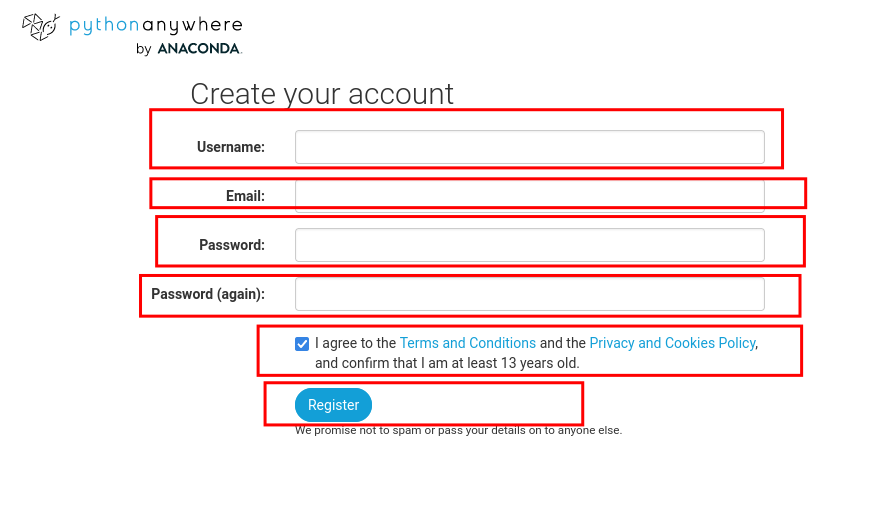 pythonanywhere
by ANACONDA.
Create your account
Username:
Email:
Password:
Password (again):
I agree to the Terms and Conditions and the Privacy and Cookies Policy,
and confirm that I am at least 13 years old.
Register
We promise not to spam or pass your details on to anyone else.